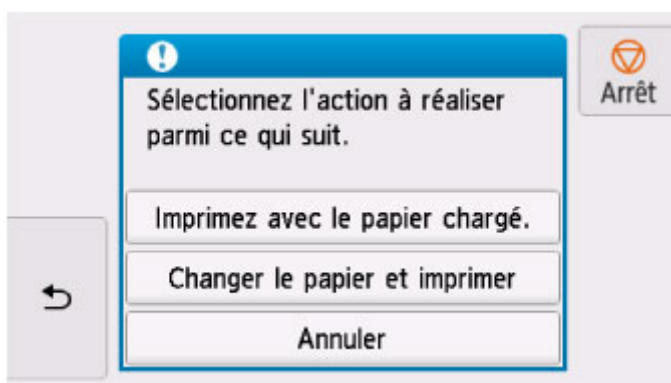 Sélectionnez l'action à réaliser
parmi ce qui suit.
Imprimez avec le papier chargé.
Changer le papier et imprimer
Annuler
Arrêt